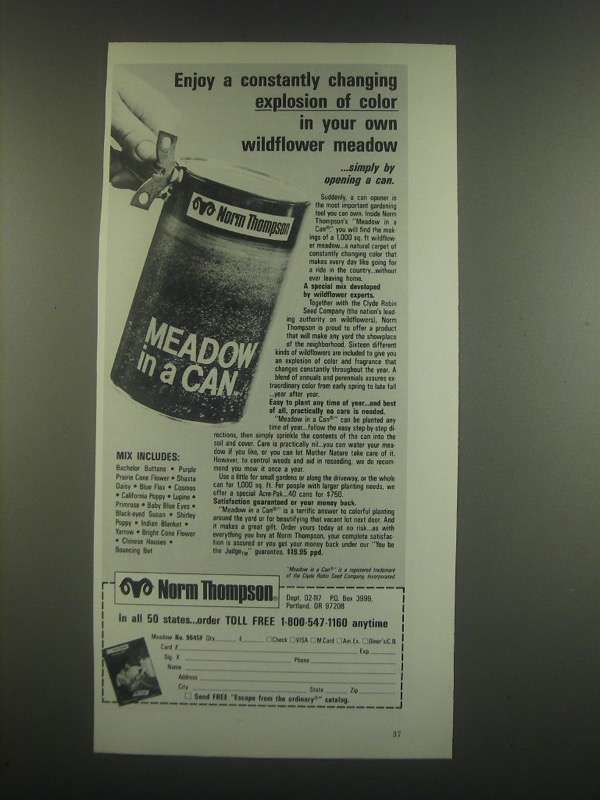 Enjoy a constantly changing
explosion of color
in your own
wildflower meadow
...simply by
opening a can.
Norm Thompson
MEADOW
in a CAN.
Suddenly, a can opener is
the most important gardening
tool you can own. Inside Norm
Thompson's "Meadow in a
Can®" you will find the mak-
ings of a 1,000 sq. ft wildflow-
er meadow...a natural carpet of
constantly changing color that
makes every day like going for
a ride in the country...without
ever leaving home.
A special mix developed
by wildflower experts.
Together with the Clyde Robin
Seed Company (the nation's lead-
ing authority on wildflowers), Norm
Thompson is proud to offer a product
that will make any yard the showplace
of the neighborhood. Sixteen different
kinds of wildflowers are included to give you
an explosion of color and fragrance that
changes constantly throughout the year. A
blend of annuals and perennials assures ex-
traordinary color from early spring to late fall
...year after year.
Easy to plant any time of year...and best
of all, practically no care is needed.
"Meadow in a Can®" can be planted any
time of year...follow the easy step-by-step di-
rections, then simply sprinkle the contents of the can into the
soil and cover. Care is practically nil...you can water your mea-
dow if you like, or you can let Mother Nature take care of it.
However, to control weeds and aid in reseeding, we do recom-
mend you mow it once a year.
Use a little for small gardens or along the driveway, or the whole
can for 1,000 sq. ft. For people with larger planting needs, we
offer a special Acre-Pak...40 cans for $750.
Satisfaction guaranteed or your money back.
"Meadow in a Can®" is a terrific answer to colorful planting
around the yard or for beautifying that vacant lot next door. And
it makes a great gift. Order yours today at no risk...as with
everything you buy at Norm Thompson, your complete satisfac-
tion is assured or you get your money back under our "You be
the Judge™" guarantee. $19.95 ppd.
MIX INCLUDES:
Bachelor Buttons • Purple
Prairie Cone Flower • Shasta
Daisy • Blue Flax • Cosmos
• California Poppy • Lupine •
Primrose • Baby Blue Eyes •
Black-eyed Susan • Shirley
Poppy • Indian Blanket •
Yarrow • Bright Cone Flower
• Chinese Houses •
Bouncing Bet
"Meadow in a Can®" is a registered trademark
of the Clyde Robin Seed Company, Incorporated.
Norm Thompson®
Dept. 02-117 P.O. Box 3999,
Portland, OR 97208
in all 50 states...order TOLL FREE 1-800-547-1160 anytime
Meadow No. 9645F Qty. $ □Check □VISA □M.Card □Am.Ex. □Diner's/C.B.
Card # Exp.
Sig. X Phone
Name
Address
City State Zip
□ Send FREE "Escape from the ordinary®" catalog.
37